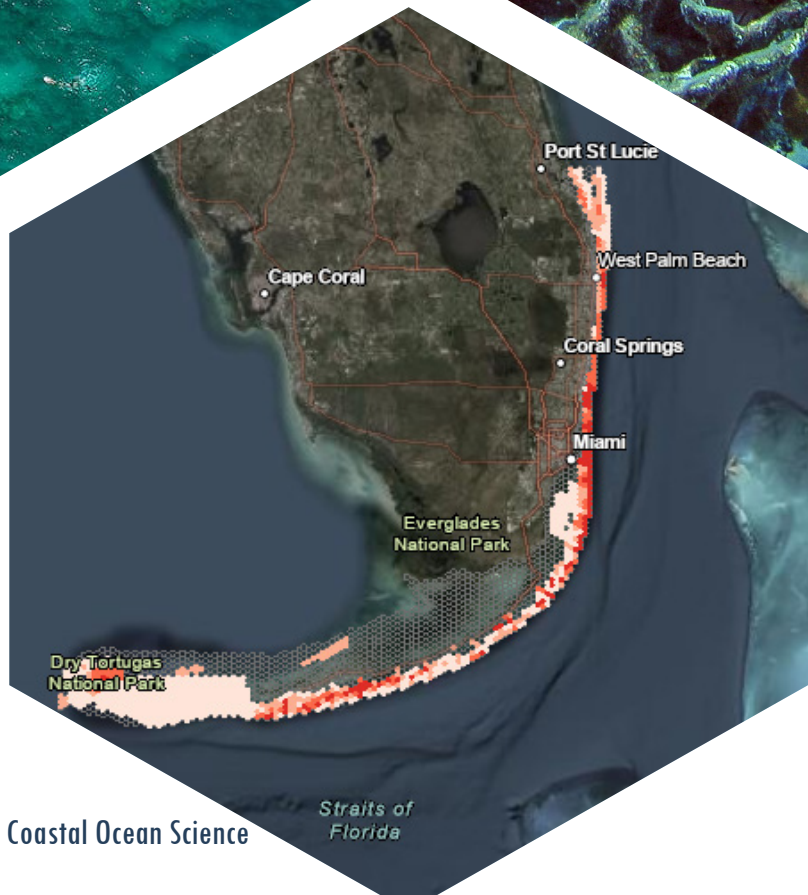 Port St Lucie
West Palm Beach
Cape Coral
Coral Springs
Miami
Everglades
National Park
Dry Tortugas
National Park
Straits of
Florida
Coastal Ocean Science